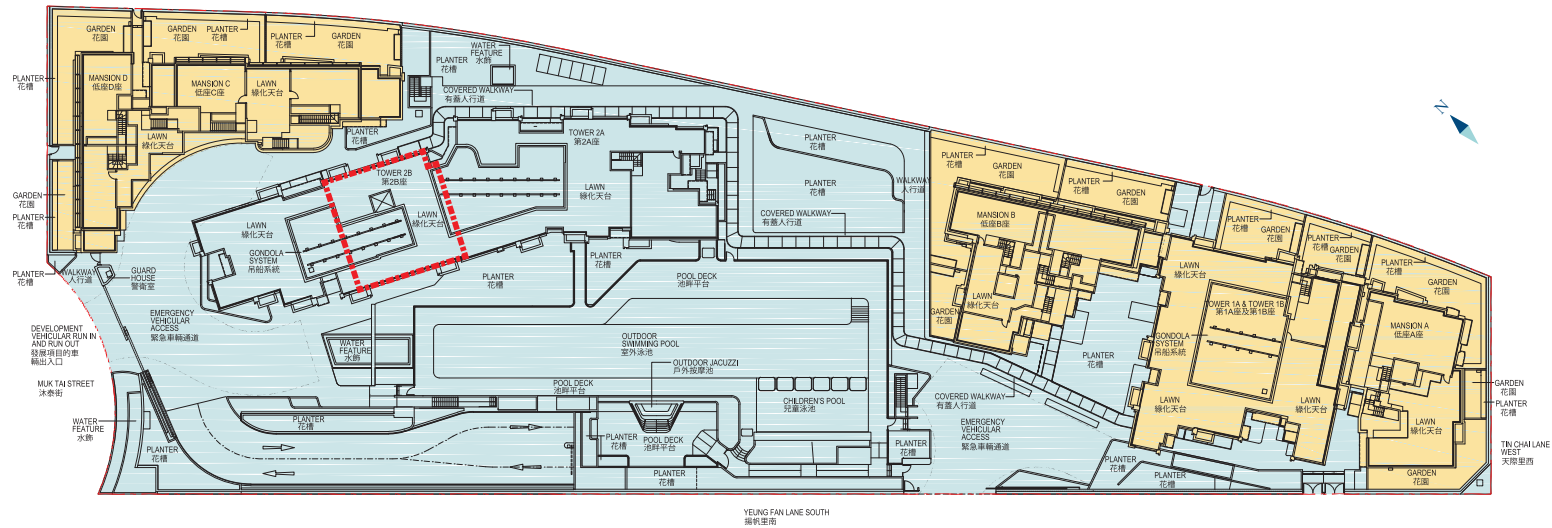 GARDEN
花園
PLANTER
花槽
GARDEN
花園
PLANTER
花槽
PLANTER
花槽
GARDEN
花園
PLANTER
花槽
WATER
FEATURE
水飾
PLANTER
花槽
MANSION D
低座D座
MANSION C
低座C座
LAWN
綠化天台
COVERED WALKWAY
有蓋人行道
N
LAWN
綠化天台
PLANTER
花槽
TOWER 2A
第2A座
PLANTER
花槽
PLANTER
花槽
GARDEN
花園
PLANTER
花槽
GARDEN
花園
TOWER 2B
第2B座
LAWN
綠化天台
PLANTER
花槽
WALKWAY
人行道
GARDEN
花園
PLANTER
花槽
LAWN
綠化天台
LAWN
綠化天台
COVERED WALKWAY
有蓋人行道
MANSION B
低座B座
PLANTER
花槽
GARDEN
花園
PLANTER
花槽
GARDEN
花園
PLANTER
花槽
GARDEN
花園
GONDOLA
SYSTEM
吊船系統
PLANTER
花槽
PLANTER
花槽
WALKWAY
人行道
GUARD
HOUSE
警衛室
PLANTER
花槽
POOL DECK
池畔平台
LAWN
綠化天台
LAWN
綠化天台
GARDEN
花園
TOWER 1A & TOWER 1B
第1A座及第1B座
EMERGENCY
VEHICULAR
ACCESS
緊急車輛通道
DEVELOPMENT
VEHICULAR RUN IN
AND RUN OUT
發展項目的車
輛出入口
WATER
FEATURE
水飾
OUTDOOR
SWIMMING POOL
室外泳池
OUTDOOR JACUZZI
戶外按摩池
GONDOLA
SYSTEM
吊船系統
MANSION A
低座A座
PLANTER
花槽
MUK TAI STREET
沐泰街
POOL DECK
池畔平台
CHILDREN'S POOL
兒童泳池
COVERED WALKWAY
有蓋人行道
LAWN
綠化天台
LAWN
綠化天台
GARDEN
花園
PLANTER
花槽
WATER
FEATURE
水飾
PLANTER
花槽
PLANTER
花槽
PLANTER
花槽
POOL DECK
池畔平台
PLANTER
花槽
EMERGENCY
VEHICULAR
ACCESS
緊急車輛通道
LAWN
綠化天台
TIN CHAI LANE
WEST
天際里西
PLANTER
花槽
PLANTER
花槽
PLANTER
花槽
GARDEN
花園
YEUNG FAN LANE SOUTH
揚帆里南